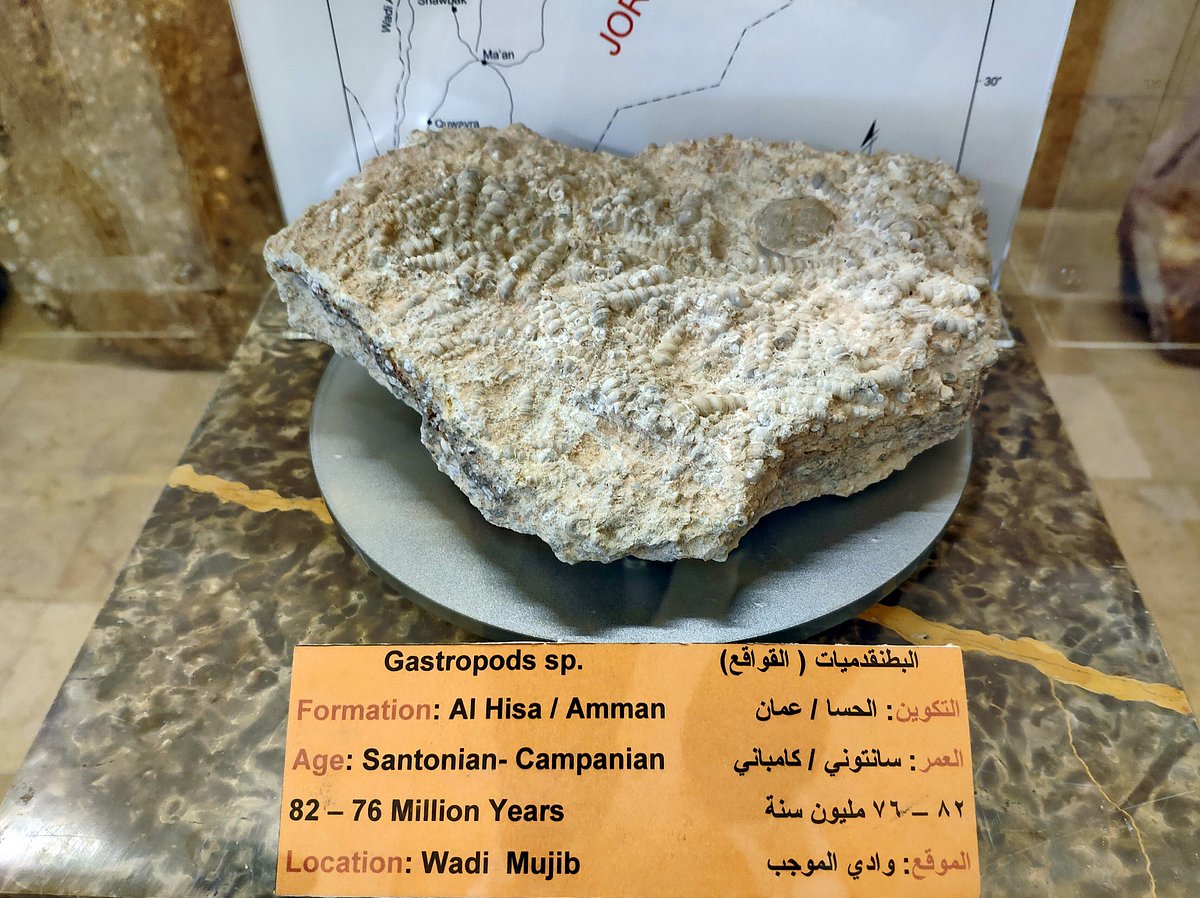 Shawbak
Wadi
Ma'an
JOR
30°
Quweyra
Gastropods sp. البطنقدميات ( القواقع)
Formation: Al Hisa / Amman التكوين: الحسا / عمان
Age: Santonian- Campanian العمر: سانتوني / كامباني
82 – 76 Million Years ٨٢ – ٧٦ مليون سنة
Location: Wadi Mujib الموقع: وادي الموجب